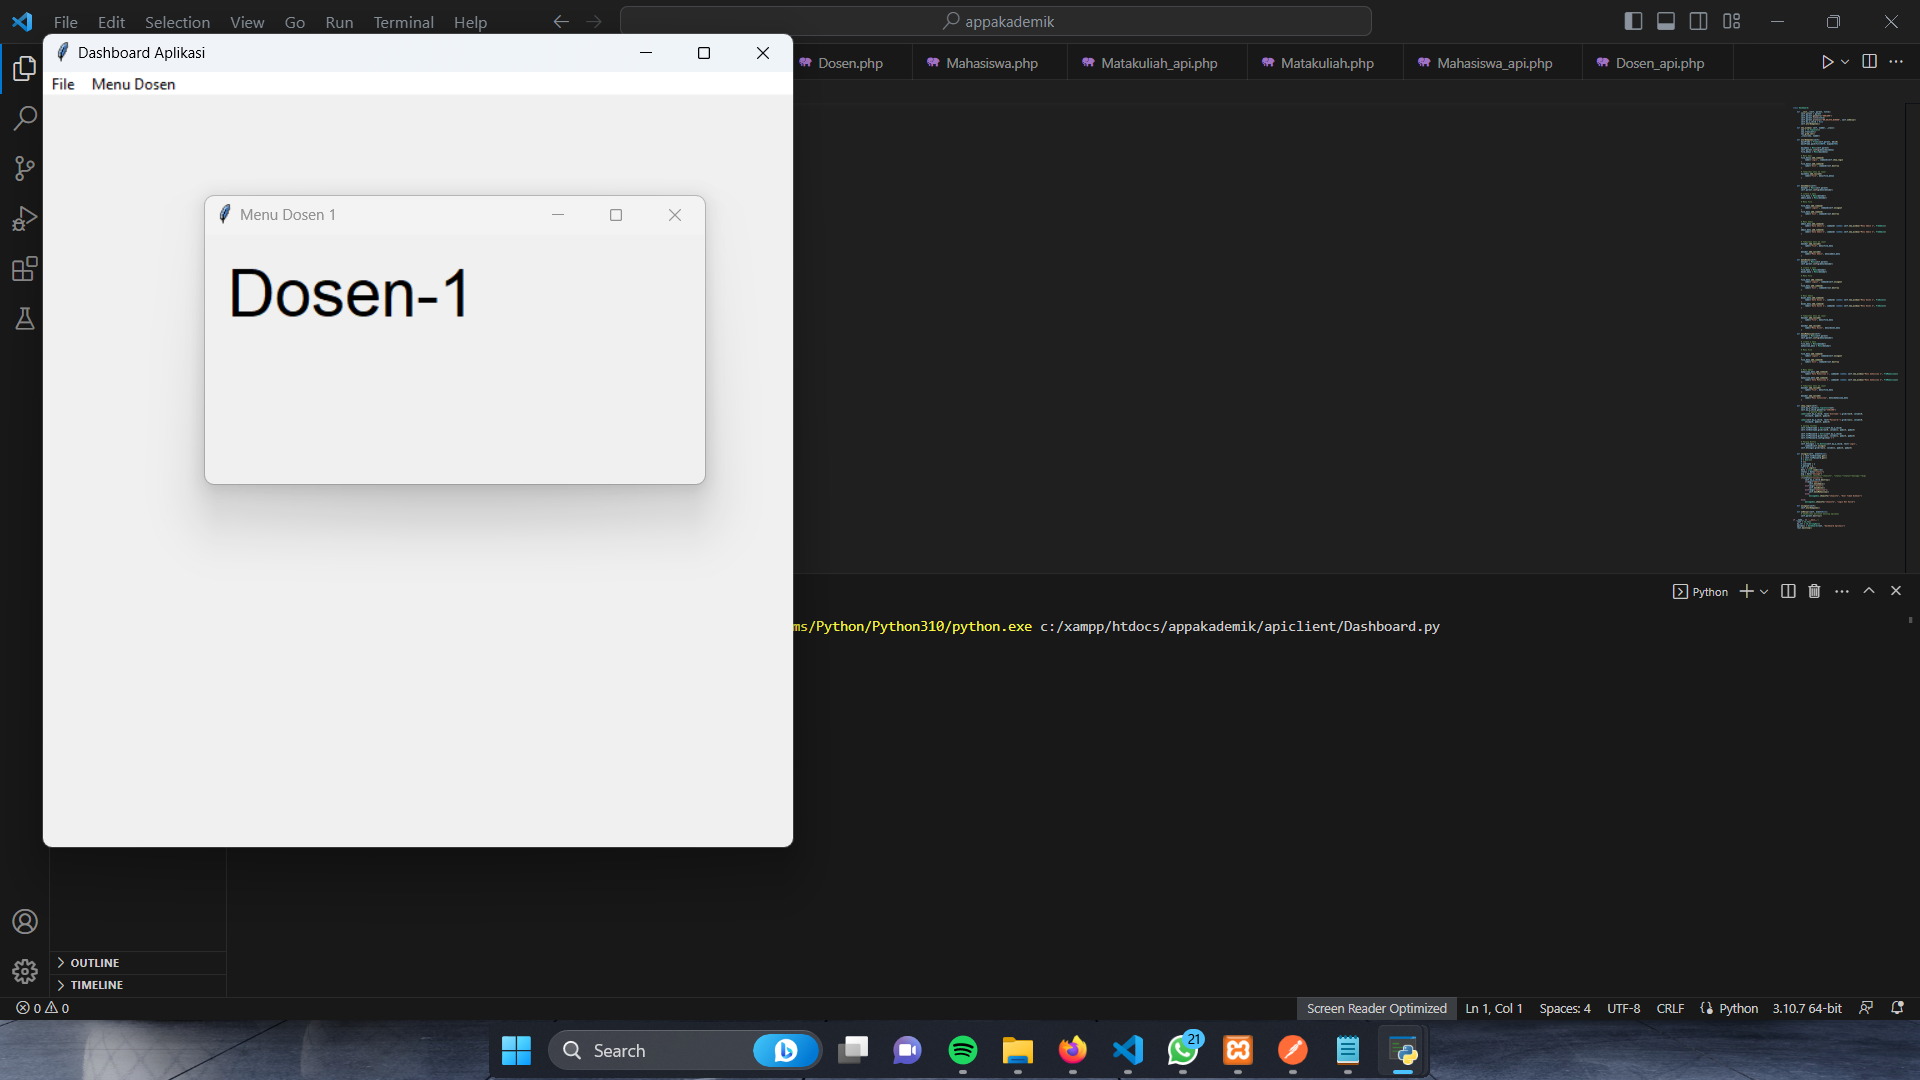 File Edit Selection View Go Run Terminal Help
appakademik
Dashboard Aplikasi
File Menu Dosen
Dosen.php
Mahasiswa.php
Matakuliah_api.php
Matakuliah.php
Mahasiswa_api.php
Dosen_api.php
Menu Dosen 1
Dosen-1
Python
ms/Python/Python310/python.exe c:/xampp/htdocs/appakademik/apiclient/Dashboard.py
OUTLINE
TIMELINE
0 0
Screen Reader Optimized Ln 1, Col 1 Spaces: 4 UTF-8 CRLF Python 3.10.7 64-bit
Search
21